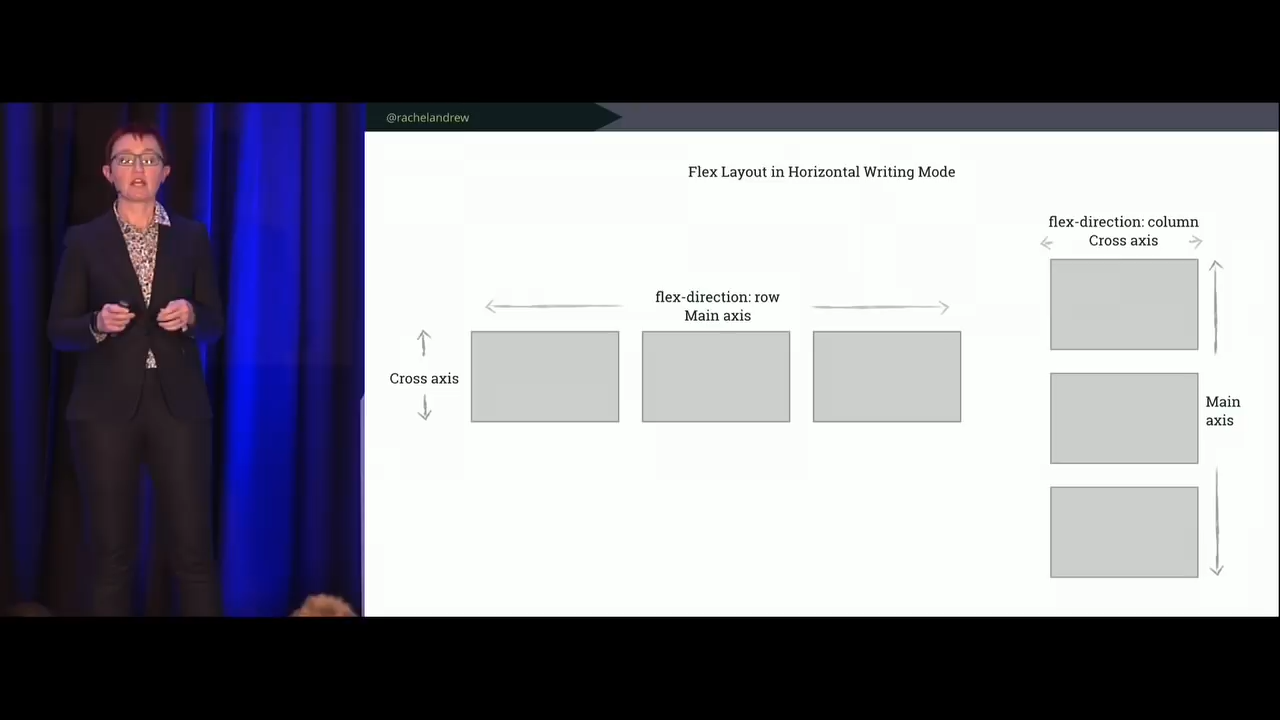 @rachelandrew
Flex Layout in Horizontal Writing Mode
flex-direction: row
Main axis
Cross axis
flex-direction: column
Cross axis
Main
axis